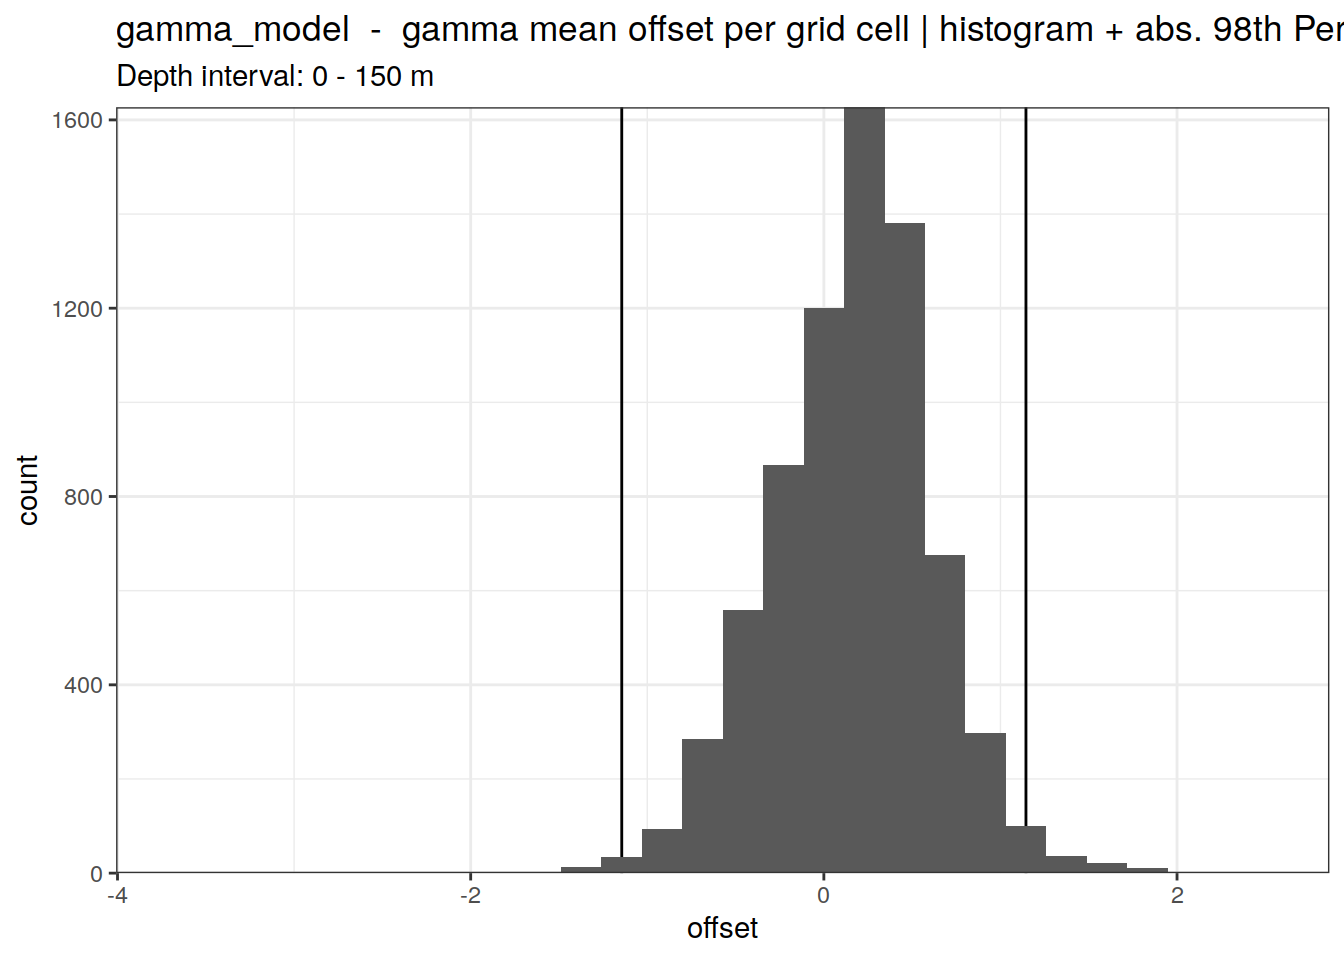 gamma_model - gamma mean offset per grid cell | histogram + abs. 98th Per
Depth interval: 0 - 150 m
1600
1200
800
400
0
count
-4
-2
0
2
offset